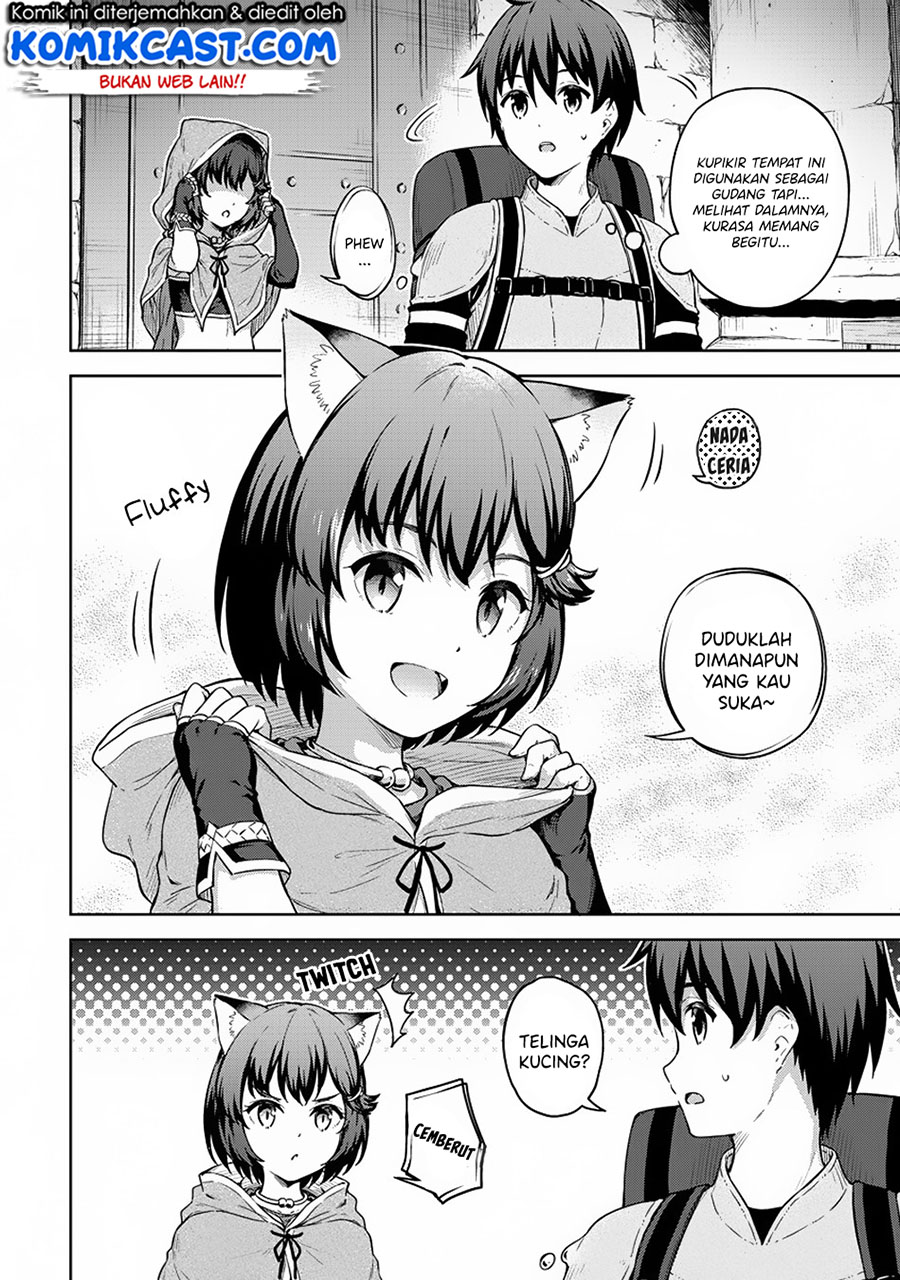 Komik ini diterjemahkan & diedit oleh
KOMIKCAST.COM
BUKAN WEB LAIN!!
KUPIKIR TEMPAT INI
DIGUNAKAN SEBAGAI
GUDANG TAPI...
MELIHAT DALAMNYA,
KURASA MEMANG
BEGITU...
PHEW
...
NADA
CERIA
Fluffy
DUDUKLAH
DIMANAPUN
YANG KAU
SUKA~
TWITCH
TELINGA
KUCING?
CEMBERUT